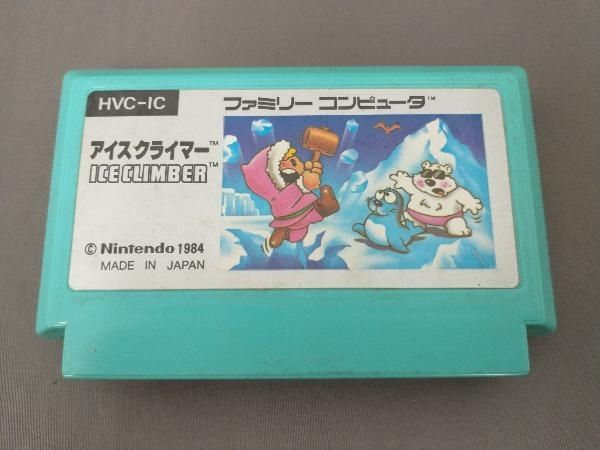 HVC-IC
ファミリー コンピュータ™
アイスクライマー™
ICE CLIMBER™
© Nintendo 1984
MADE IN JAPAN